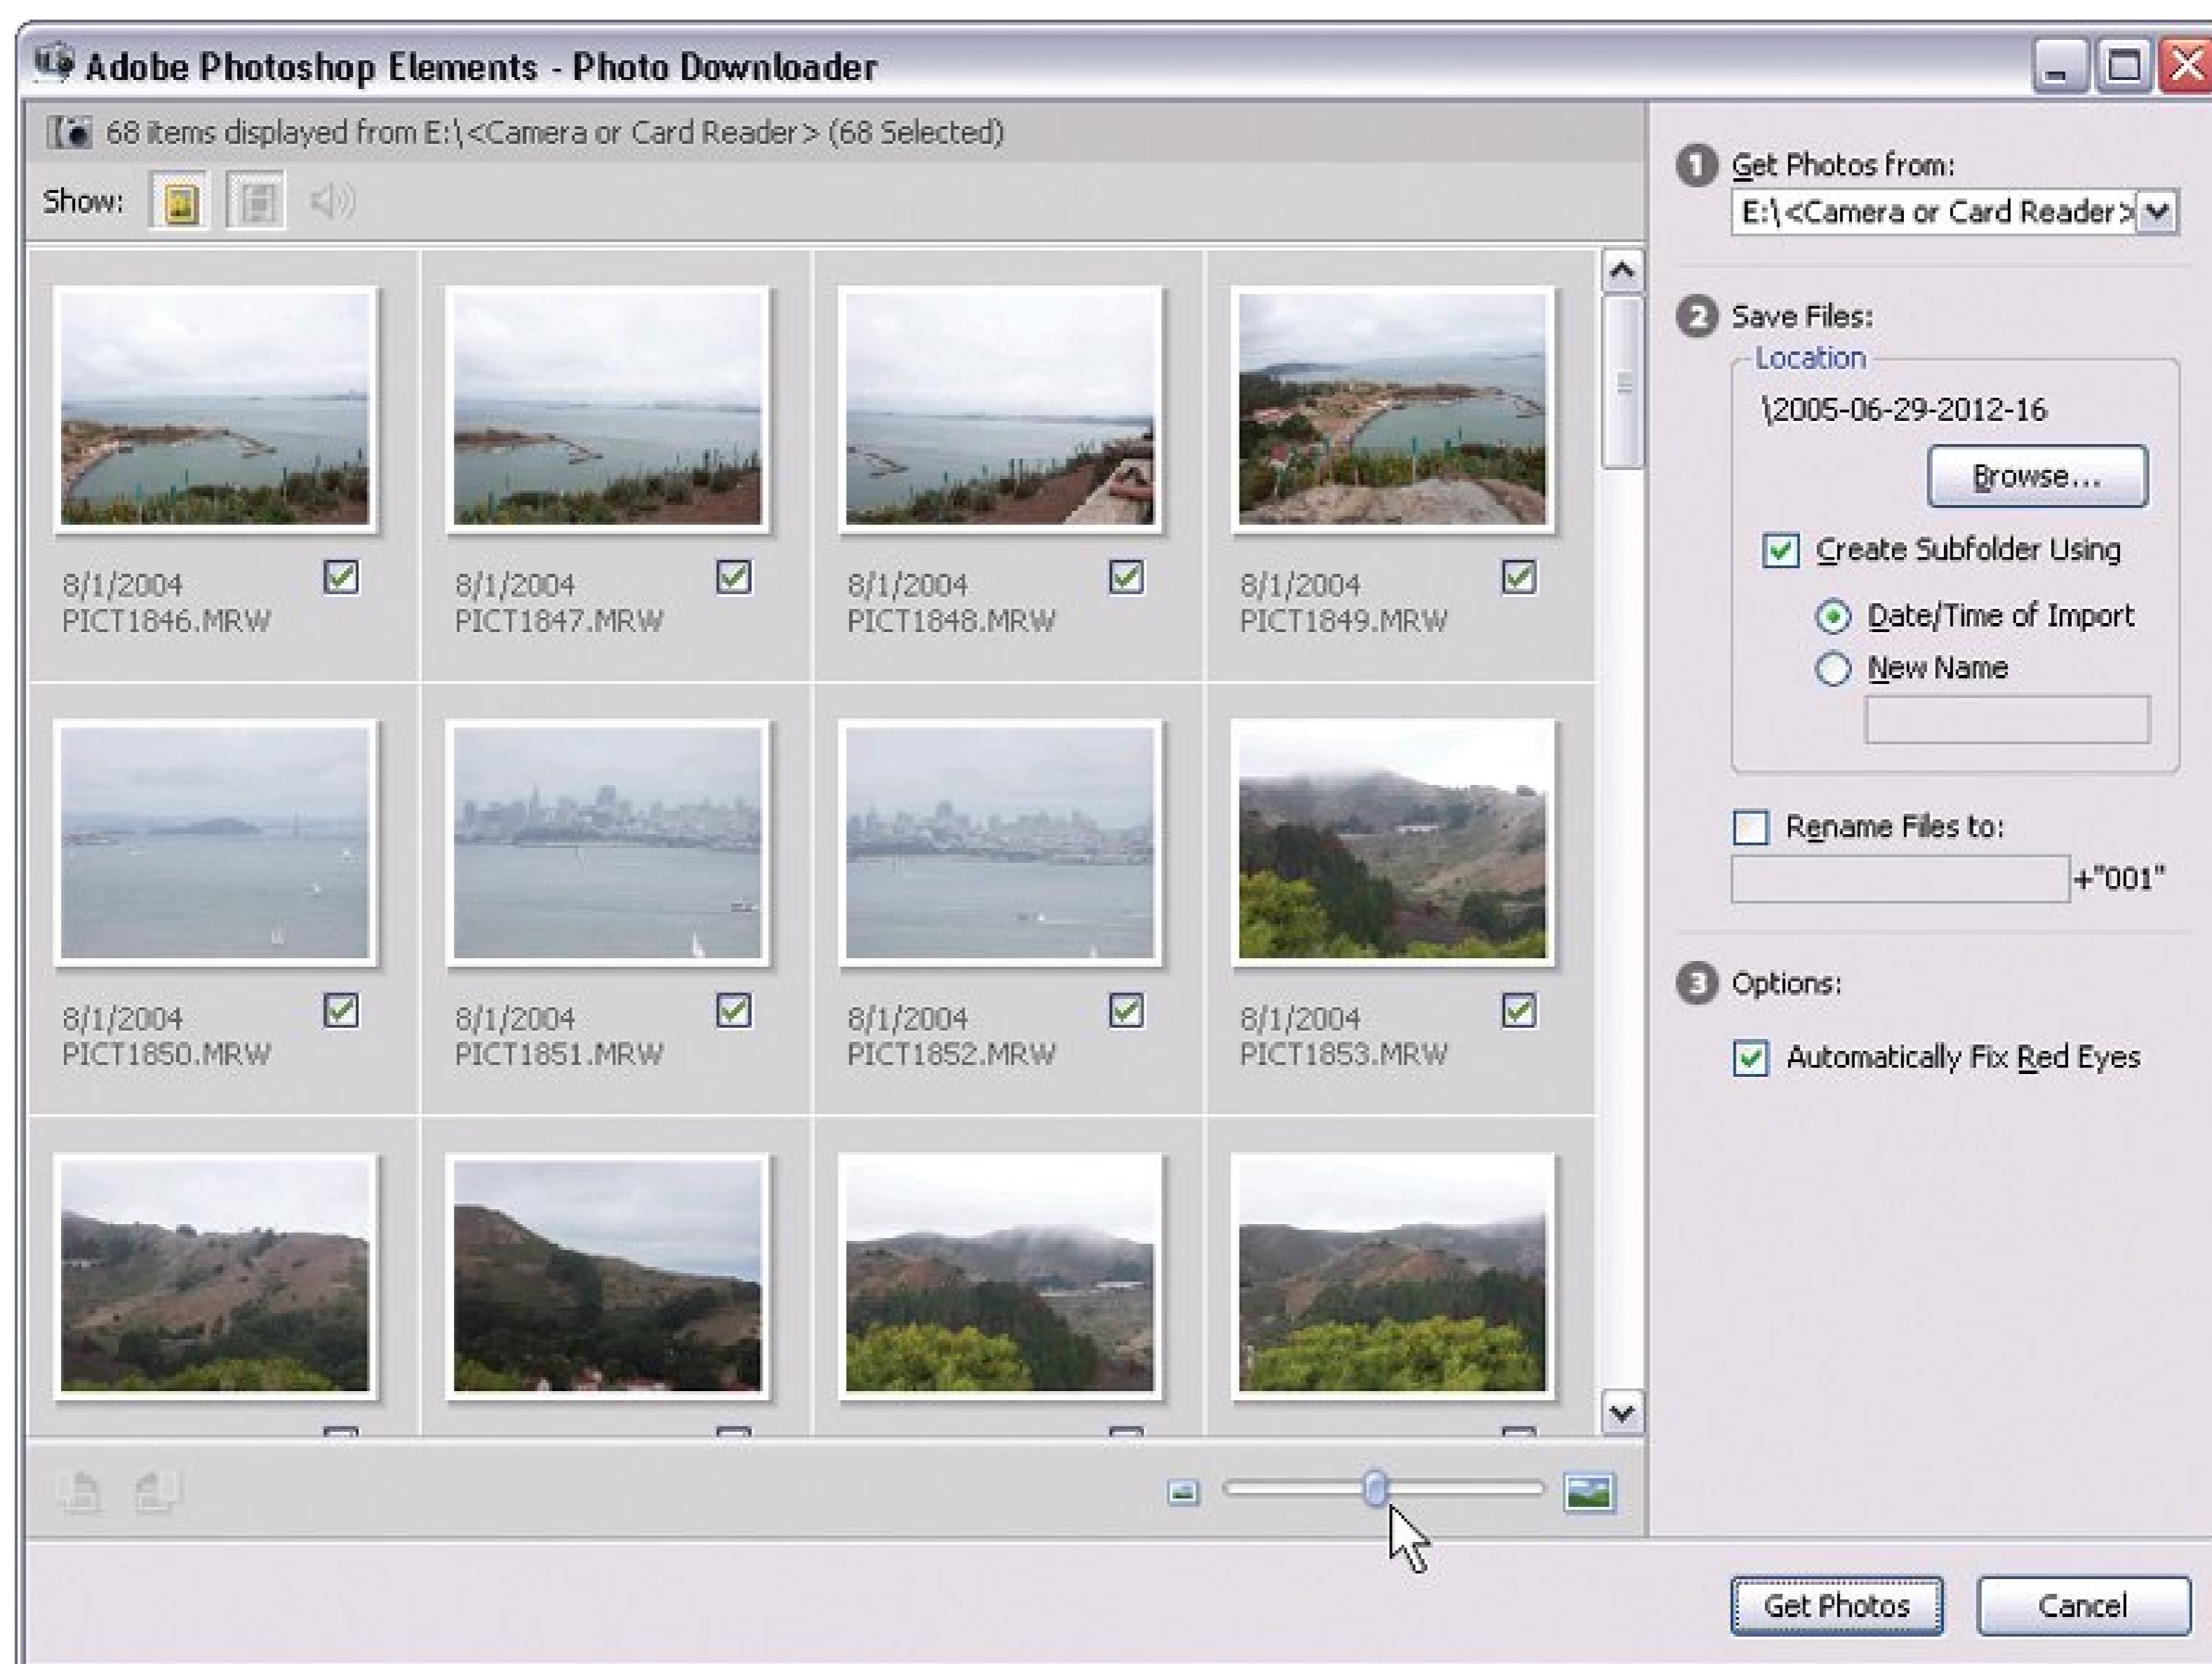 Adobe Photoshop Elements - Photo Downloader
68 items displayed from E:\<Camera or Card Reader> (68 Selected)
Show:
8/1/2004
PICT1846.MRW
8/1/2004
PICT1847.MRW
8/1/2004
PICT1848.MRW
8/1/2004
PICT1849.MRW
8/1/2004
PICT1850.MRW
8/1/2004
PICT1851.MRW
8/1/2004
PICT1852.MRW
8/1/2004
PICT1853.MRW
1 Get Photos from:
E:\<Camera or Card Reader>
2 Save Files:
Location
\2005-06-29-2012-16
Browse...
Create Subfolder Using
Date/Time of Import
New Name
Rename Files to:
+"001"
3 Options:
Automatically Fix Red Eyes
Get Photos
Cancel